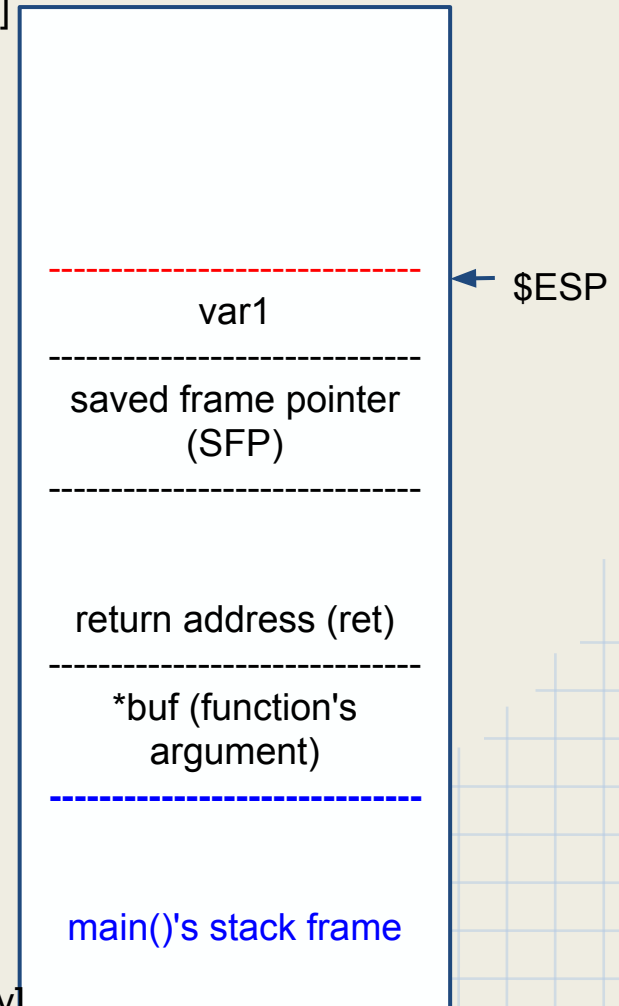 ]
$ESP
var1
saved frame pointer
(SFP)
return address (ret)
*buf (function's
argument)
main()'s stack frame
y]